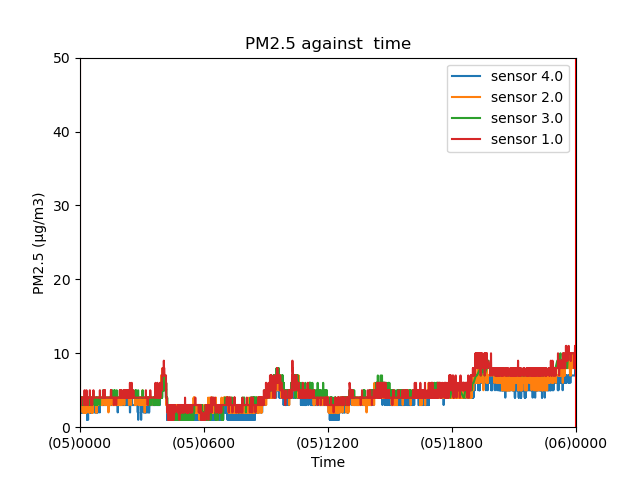 PM2.5 against  time
50
40
30
20
10
0
PM2.5 (µg/m3)
sensor 4.0
sensor 2.0
sensor 3.0
sensor 1.0
(05)0000 (05)0600 (05)1200 (05)1800 (06)0000
Time